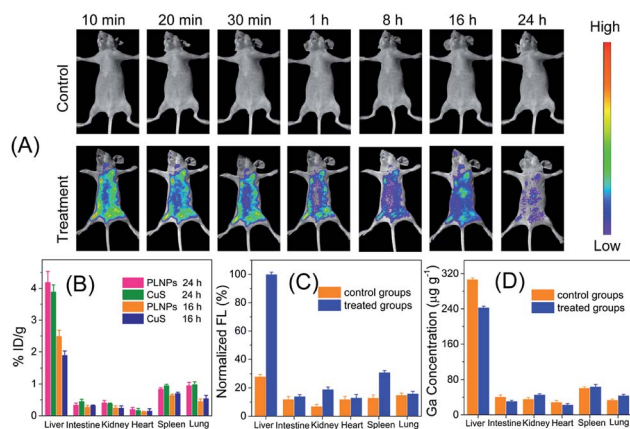 10 min 20 min 30 min 1 h 8 h 16 h 24 h
High
Control
(A)
Treatment
Low
(B)
PLNPs 24 h
CuS 24 h
PLNPs 16 h
CuS 16 h
% ID/g
4
3
2
1
0
Liver Intestine Kidney Heart Spleen Lung
(C)
control groups
treated groups
Normalized FL (%)
100
80
60
40
20
0
Liver Intestine Kidney Heart Spleen Lung
(D)
control groups
treated groups
Ga Concentration (μg g⁻¹)
320
240
160
80
0
Liver Intestine Kidney Heart Spleen Lung